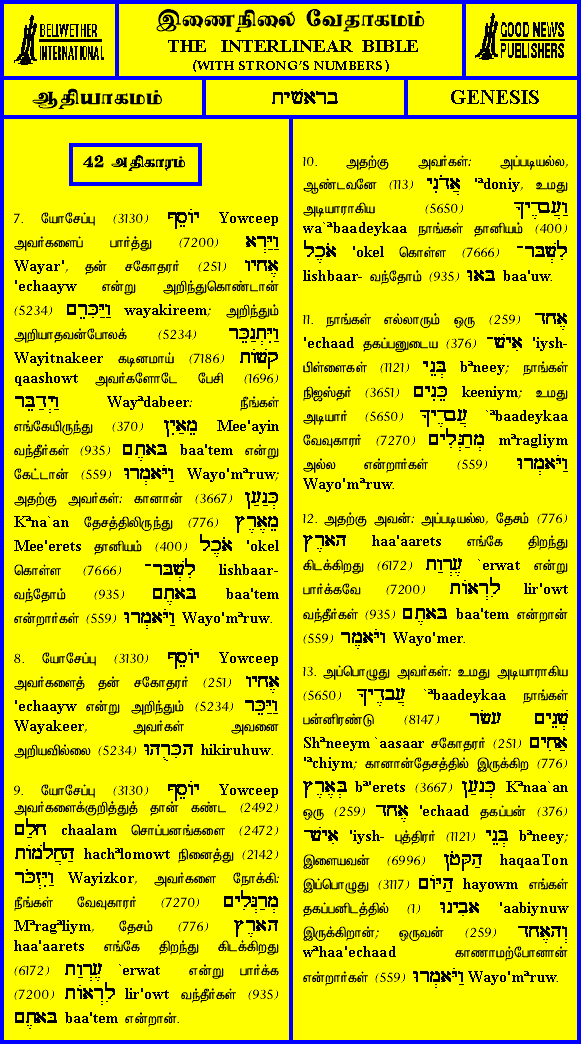 BELLWETHER
INTERNATIONAL
இணைநிலை வேதாகமம்
THE INTERLINEAR BIBLE
(WITH STRONG'S NUMBERS)
GOOD NEWS
PUBLISHERS
ஆதியாகமம்
בראשית
GENESIS
42 அதிகாரம்
7. யோசேப்பு (3130) יוֹסֵף Yowceep
அவர்களைப் பார்த்து (7200) וַיַּרְא
Wayar', தன் சகோதரர் (251) אֶחָיו
'echaayw என்று அறிந்துகொண்டான்
(5234) וַיַּכִּרֵם wayakireem; அறிந்தும்
அறியாதவன்போலக் (5234) וַיִּתְנַכֵּר
Wayitnakeer கடினமாய் (7186) קָשׁוֹת
qaashowt அவர்களோடே பேசி (1696)
וַיְדַבֵּר Wayᵊdabeer: நீங்கள்
எங்கேயிருந்து (370) מֵאַיִן Mee'ayin
வந்தீர்கள் (935) בָּאתֶם baa'tem என்று
கேட்டான் (559) וַיֹּאמְרוּ Wayo'mᵊruw;
அதற்கு அவர்கள்: கானான் (3667) כְּנַעַן
Kᵊna`an தேசத்திலிருந்து (776) מֵאֶרֶץ
Mee'erets தானியம் (400) אֹכֶל 'okel
கொள்ள (7666) לִשְׁבָּר־ lishbaar-
வந்தோம் (935) בָּאתֶם baa'tem
என்றார்கள் (559) וַיֹּאמְרוּ Wayo'mᵊruw.
8. யோசேப்பு (3130) יוֹסֵף Yowceep
அவர்களைத் தன் சகோதரர் (251) אֶחָיו
'echaayw என்று அறிந்தும் (5234) וַיַּכֵּר
Wayakeer, அவர்கள் அவனை
அறியவில்லை (5234) הִכִּרֻהוּ hikiruhuw.
9. யோசேப்பு (3130) יוֹסֵף Yowceep
அவர்களைக்குறித்துத் தான் கண்ட (2492)
חָלַם chaalam சொப்பனங்களை (2472)
הַחֲלֹמוֹת hachᵃlomowt நினைத்து (2142)
וַיִּזְכֹּר Wayizkor, அவர்களை நோக்கி:
நீங்கள் வேவுகாரர் (7270) מְרַגְּלִים
Mᵊragᵊliym, தேசம் (776) הָאָרֶץ
haa'aarets எங்கே திறந்து கிடக்கிறது
(6172) עֶרְוַת `erwat என்று பார்க்க
(7200) לִרְאוֹת lir'owt வந்தீர்கள் (935)
בָּאתֶם baa'tem என்றான்.
10. அதற்கு அவர்கள்: அப்படியல்ல,
ஆண்டவனே (113) אֲדֹנִי 'ᵃdoniy, உமது
அடியாராகிய (5650) וַעֲבָדֶיךָ
wa`ᵃbaadeykaa நாங்கள் தானியம் (400)
אֹכֶל 'okel கொள்ள (7666) לִשְׁבָּר־
lishbaar- வந்தோம் (935) בָּאוּ baa'uw.
11. நாங்கள் எல்லாரும் ஒரு (259) אֶחָד
'echaad தகப்பனுடைய (376) אִישׁ־ 'iysh-
பிள்ளைகள் (1121) בְּנֵי bᵊneey; நாங்கள்
நிஜஸ்தர் (3651) כֵּנִים keeniym; உமது
அடியார் (5650) עֲבָדֶיךָ `ᵃbaadeykaa
வேவுகாரர் (7270) מְרַגְּלִים mᵊragliym
அல்ல என்றார்கள் (559) וַיֹּאמְרוּ
Wayo'mᵊruw.
12. அதற்கு அவன்: அப்படியல்ல, தேசம் (776)
הָאָרֶץ haa'aarets எங்கே திறந்து
கிடக்கிறது (6172) עֶרְוַת `erwat என்று
பார்க்கவே (7200) לִרְאוֹת lir'owt
வந்தீர்கள் (935) בָּאתֶם baa'tem என்றான்
(559) וַיֹּאמֶר Wayo'mer.
13. அப்பொழுது அவர்கள்: உமது அடியாராகிய
(5650) עֲבָדֶיךָ `ᵃbaadeykaa நாங்கள்
பன்னிரண்டு (8147) שְׁנֵים עָשָׂר
Shᵊneeym `aasaar சகோதரர் (251) אַחִים
'ᵃchiym; கானான்தேசத்தில் இருக்கிற (776)
בְּאֶרֶץ bᵊ'erets (3667) כְּנַעַן Kᵊnaa`an
ஒரு (259) אֶחָד 'echaad தகப்பன் (376)
אִישׁ־ 'iysh- புத்திரர் (1121) בְּנֵי bᵊneey;
இளையவன் (6996) הַקָּטֹן haqaaTon
இப்பொழுது (3117) הַיּוֹם hayowm எங்கள்
தகப்பனிடத்தில் (1) אָבִינוּ 'aabiynuw
இருக்கிறான்; ஒருவன் (259) וְהָאֶחָד
wᵊhaa'echaad காணாமற்போனான்
என்றார்கள் (559) וַיֹּאמְרוּ Wayo'mᵊruw.